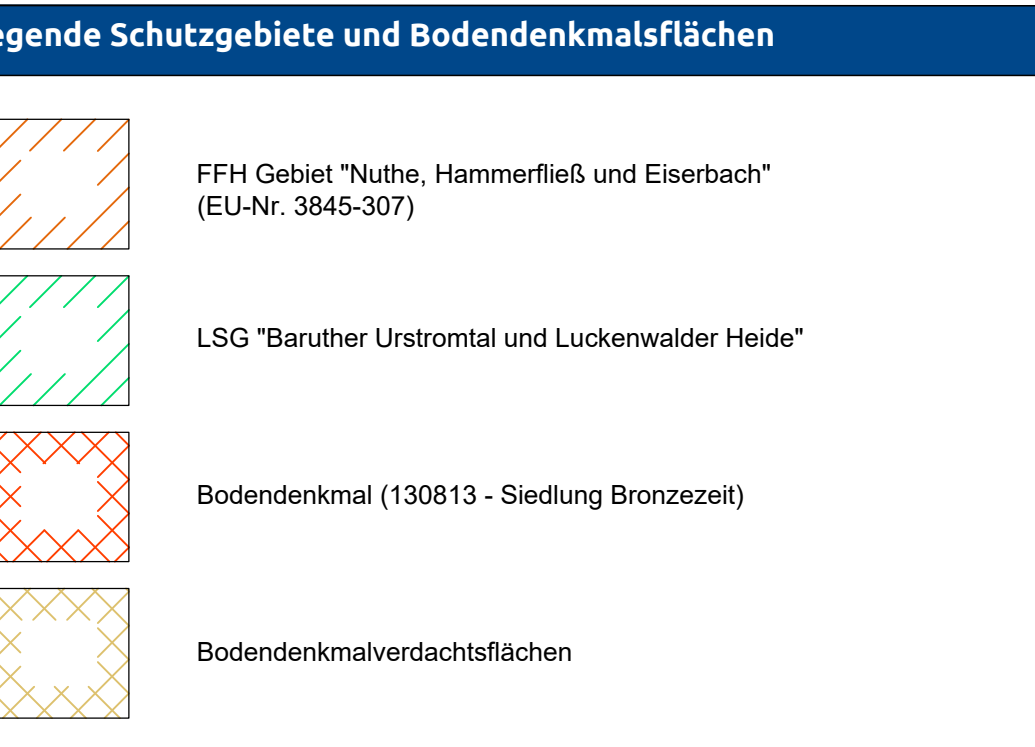 egende Schutzgebiete und Bodendenkmalsflächen
FFH Gebiet "Nuthe, Hammerfließ und Eiserbach"
(EU-Nr. 3845-307)
LSG "Baruther Urstromtal und Luckenwalder Heide"
Bodendenkmal (130813 - Siedlung Bronzezeit)
Bodendenkmalverdachtsflächen